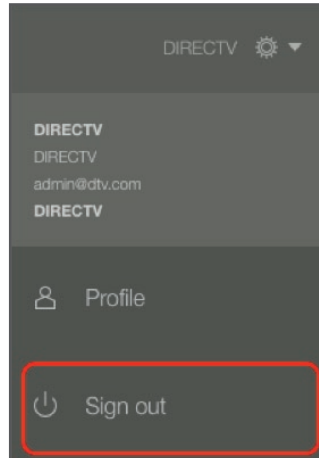 DIRECTV
DIRECTV
DIRECTV
admin@dtv.com
DIRECTV
Profile
Sign out